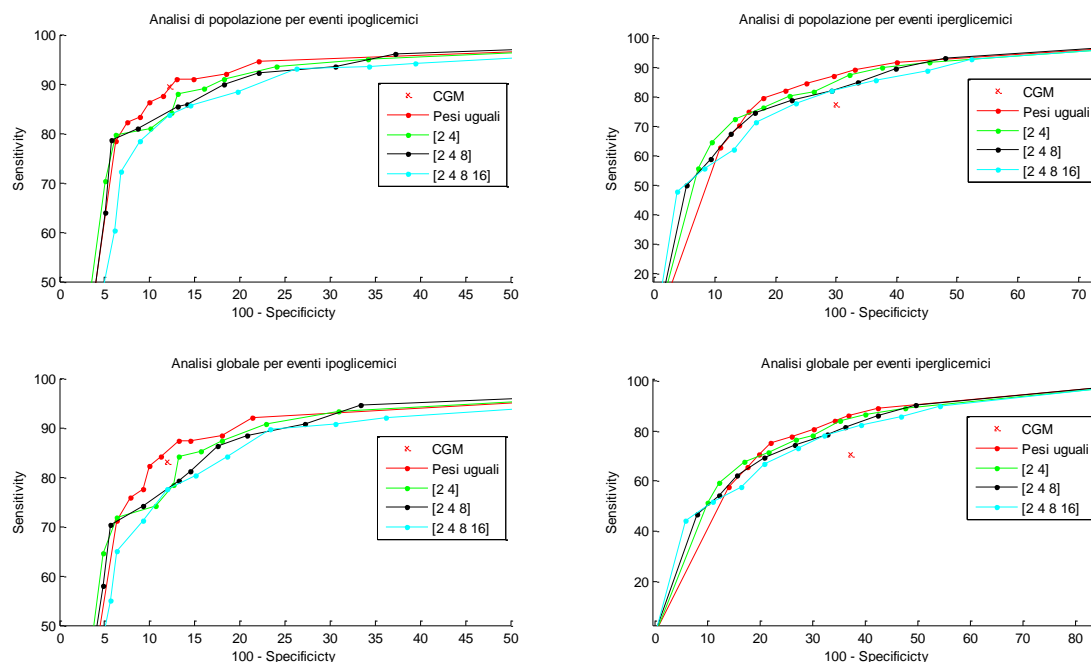 Analisi di popolazione per eventi ipoglicemici
100
90
80
70
60
50
Sensitivity
0 5 10 15 20 25 30 35 40 45 50
100 - Specificicty
CGM
Pesi uguali
[2 4]
[2 4 8]
[2 4 8 16]
Analisi di popolazione per eventi iperglicemici
100
90
80
70
60
50
40
30
20
Sensitivity
0 10 20 30 40 50 60 70
100 - Specificicty
CGM
Pesi uguali
[2 4]
[2 4 8]
[2 4 8 16]
Analisi globale per eventi ipoglicemici
100
90
80
70
60
50
Sensitivity
0 5 10 15 20 25 30 35 40 45 50
100 - Specificicty
CGM
Pesi uguali
[2 4]
[2 4 8]
[2 4 8 16]
Analisi globale per eventi iperglicemici
100
80
60
40
20
Sensitivity
0 10 20 30 40 50 60 70 80
100 - Specificicty
CGM
Pesi uguali
[2 4]
[2 4 8]
[2 4 8 16]